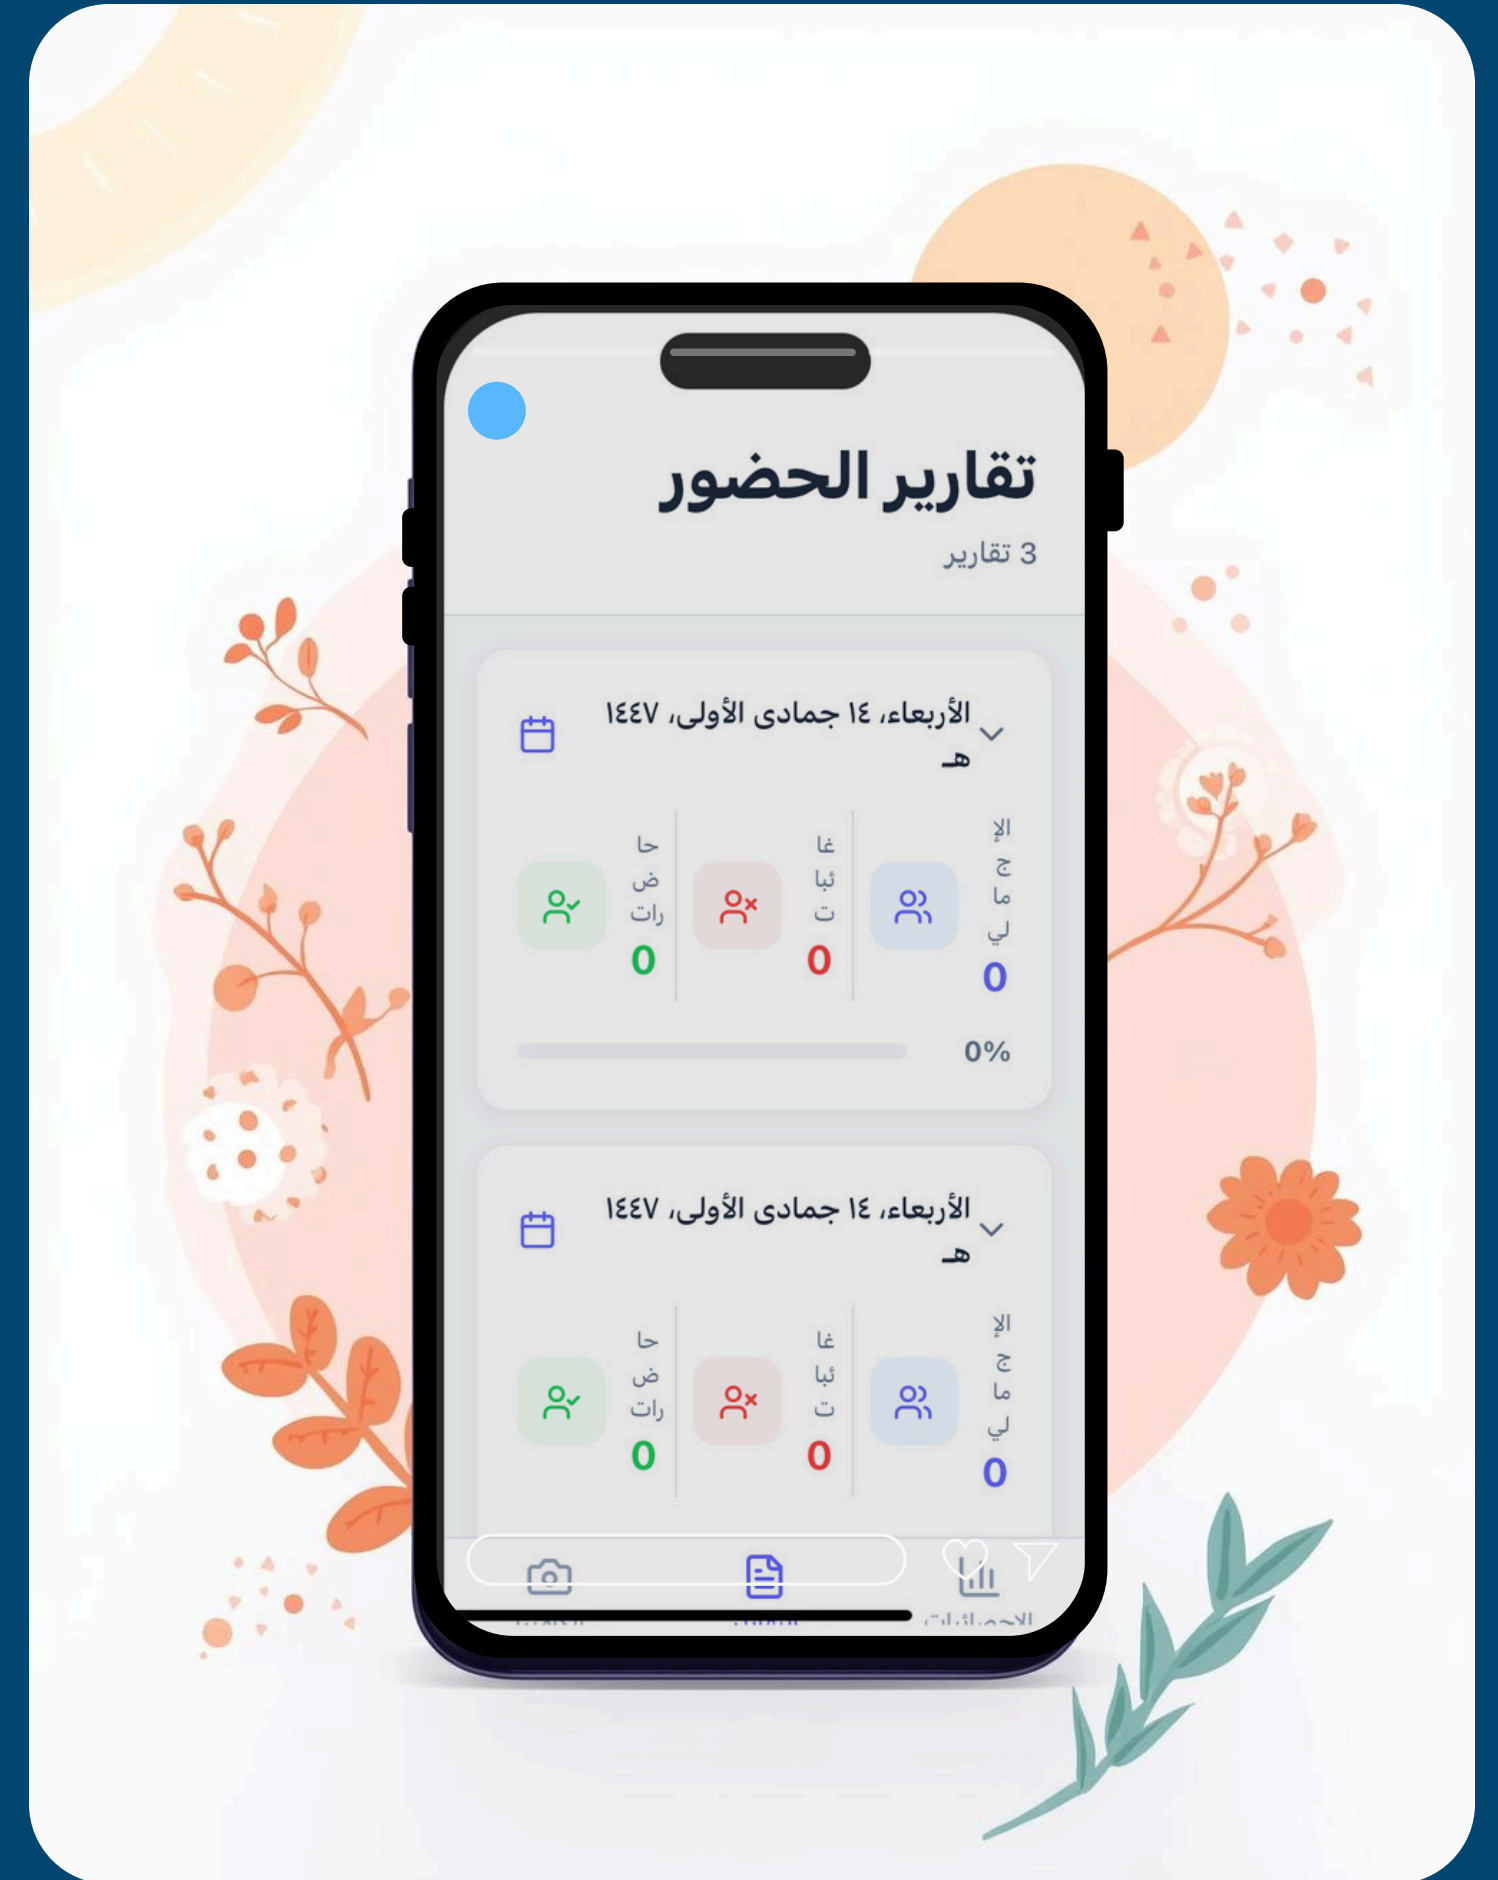 تقارير الحضور
3 تقارير
الأربعاء، ١٤ جمادى الأولى، ١٤٤٧
هـ
الإ
ج
ما
لي
0
غا
ئبا
ت
0
حا
ض
رات
0
0%
الأربعاء، ١٤ جمادى الأولى، ١٤٤٧
هـ
الإ
ج
ما
لي
0
غا
ئبا
ت
0
حا
ض
رات
0
الإحصائيات